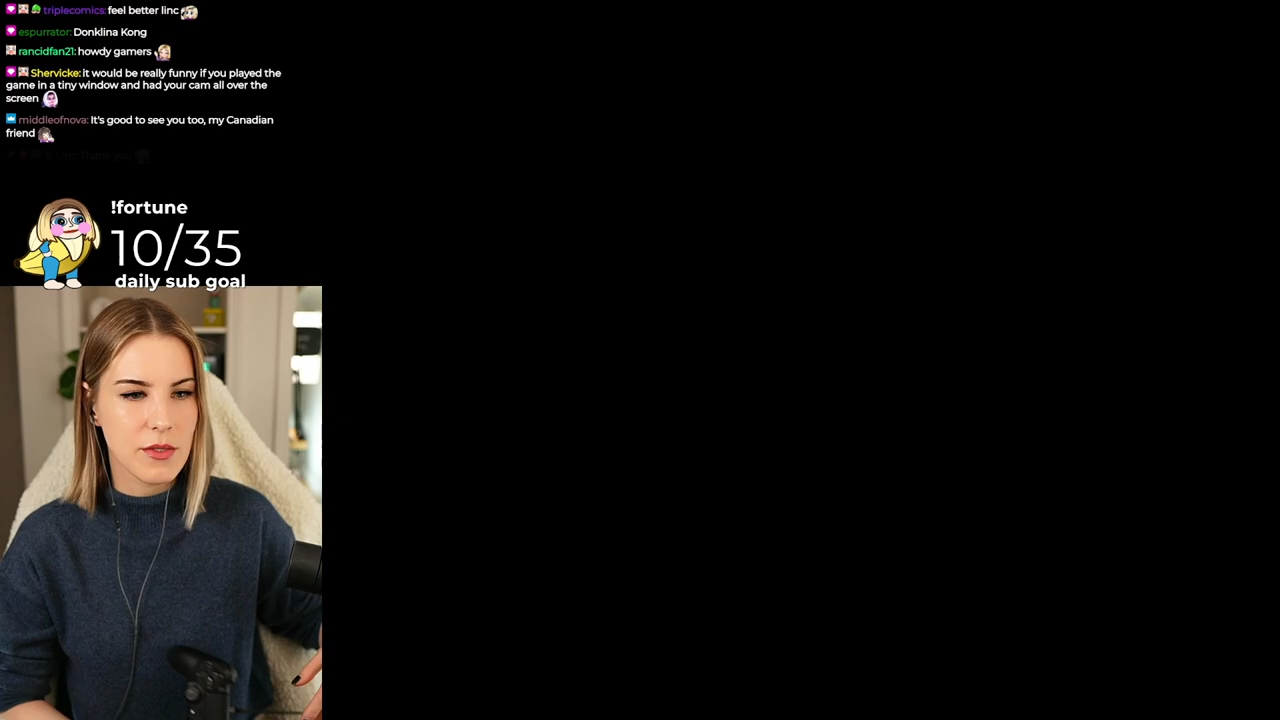 triplecomics: feel better linc
espurrator: Donklina Kong
rancidfan21: howdy gamers
Shervicke: it would be really funny if you played the
game in a tiny window and had your cam all over the
screen
middleofnova: It's good to see you too, my Canadian
friend
Thank you
!fortune
10/35
daily sub goal